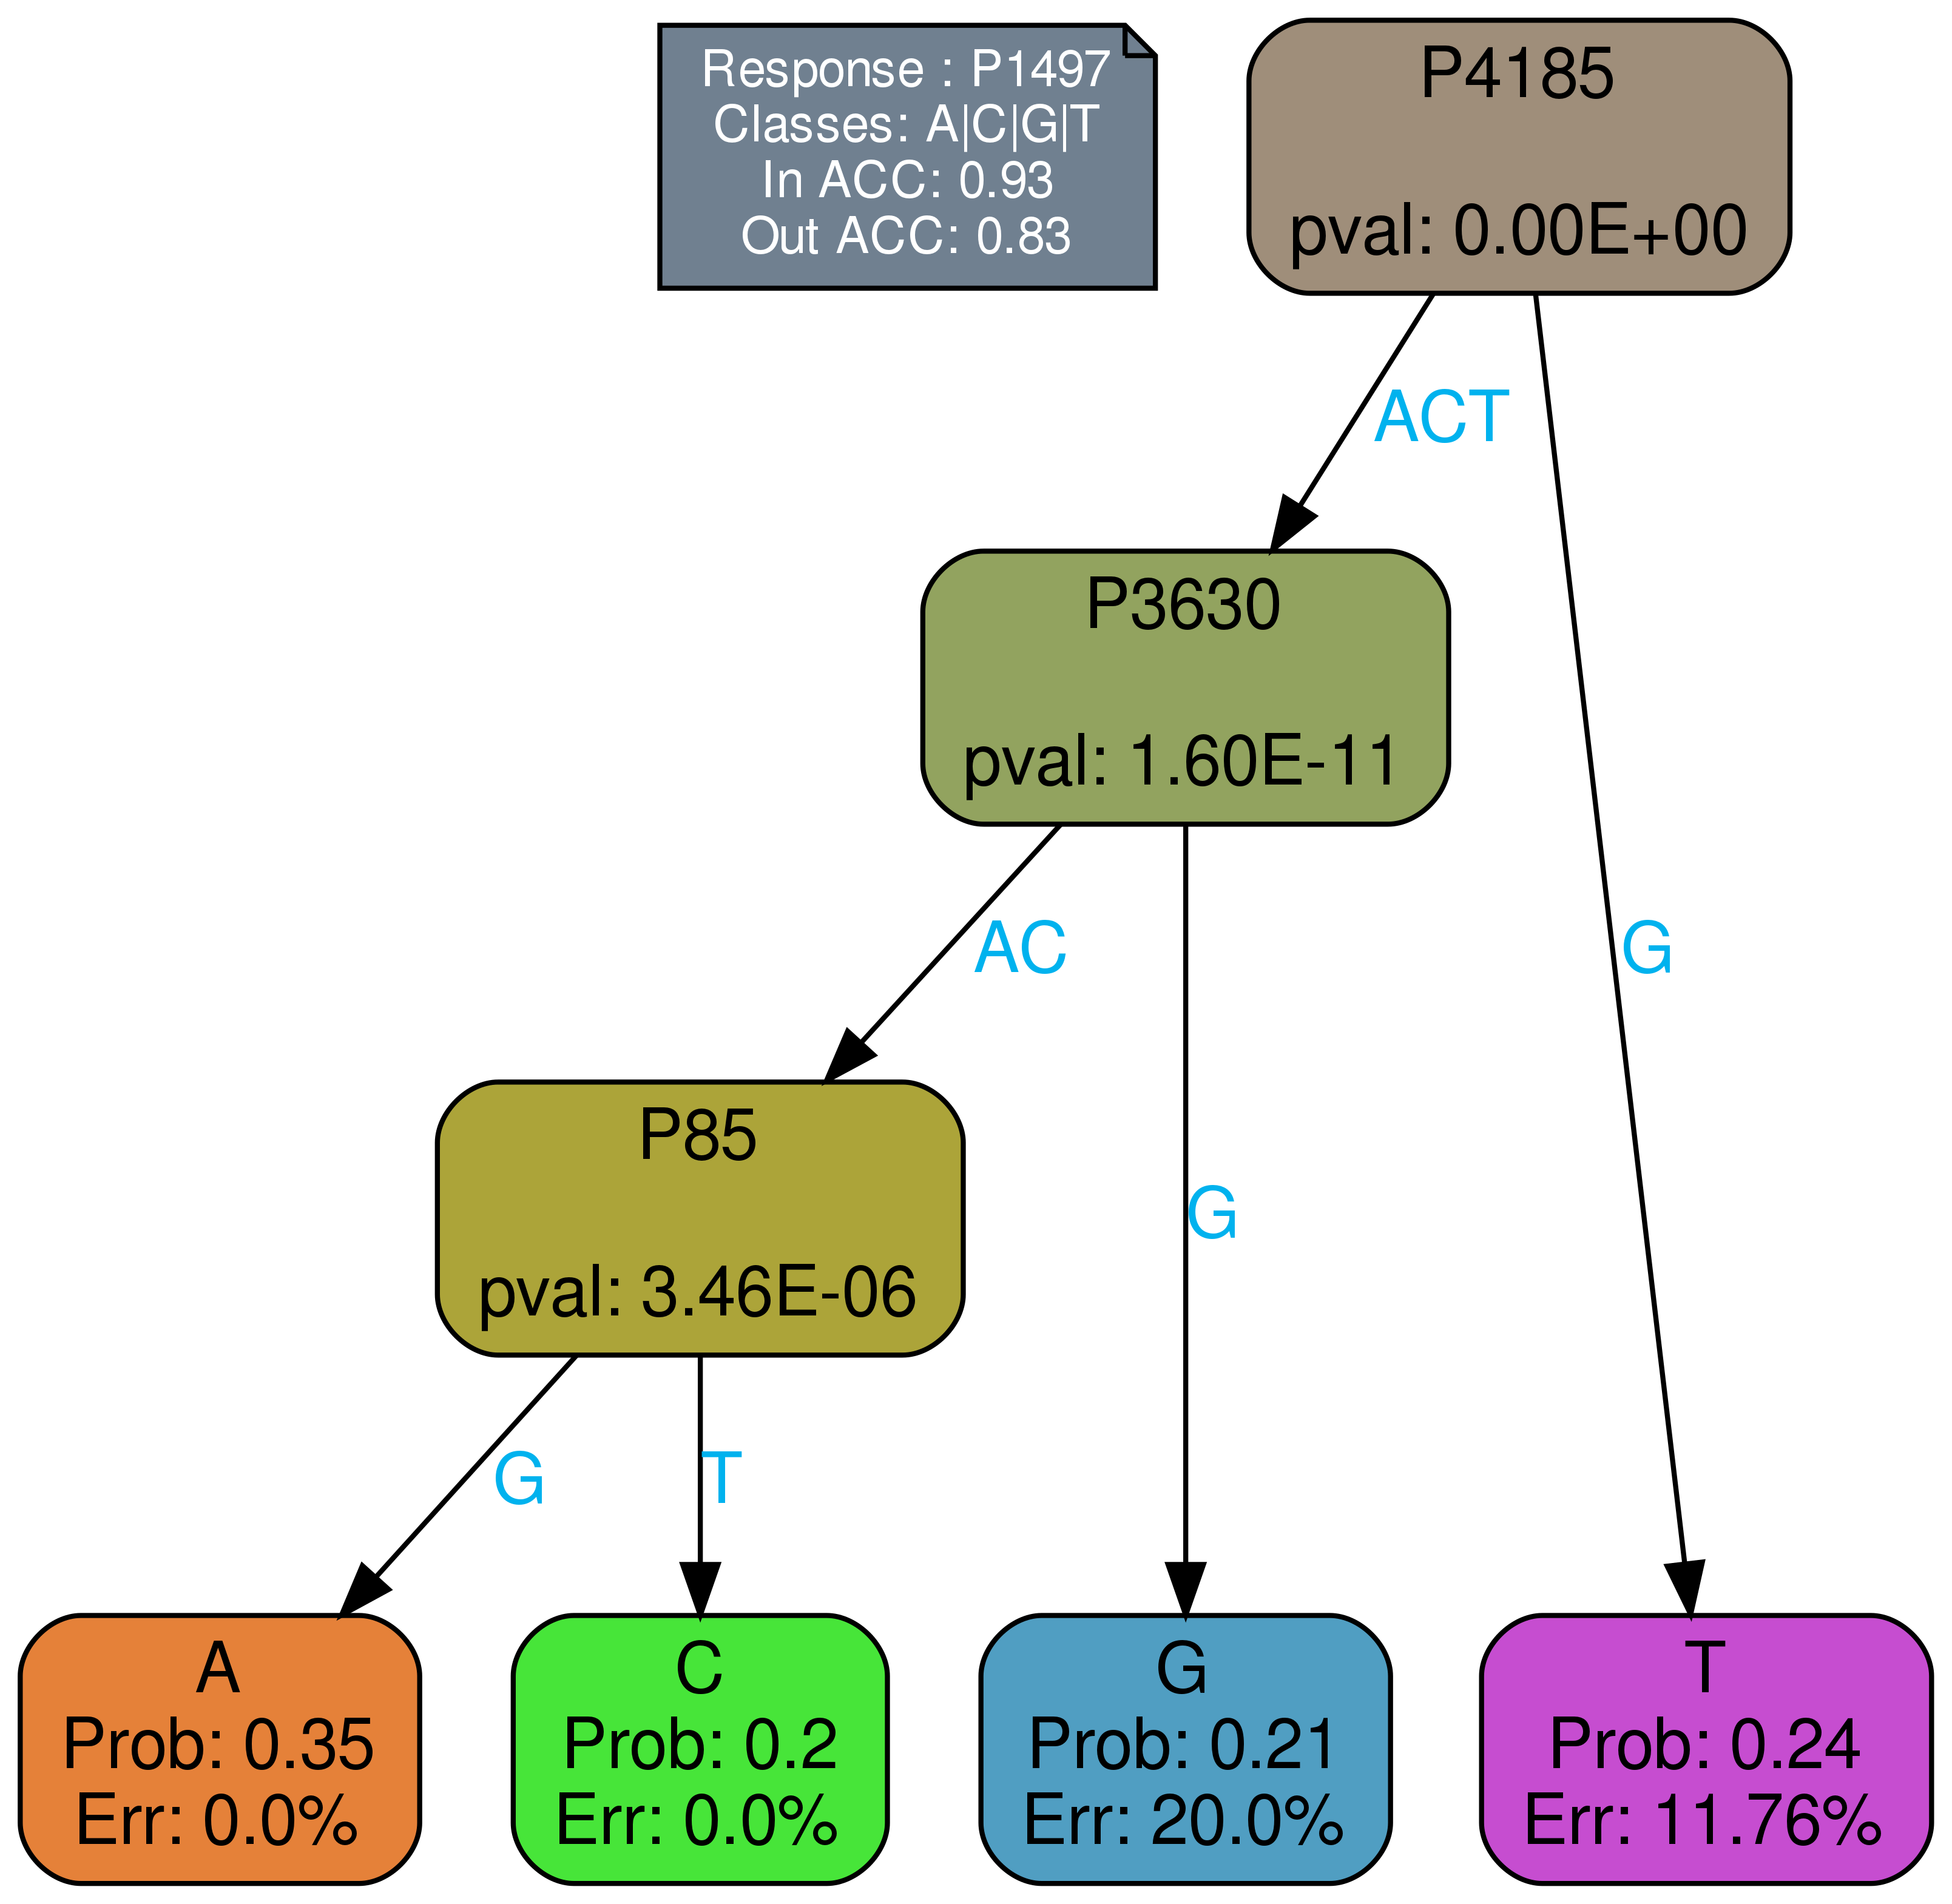 Response : P1497
Classes: A|C|G|T
In ACC: 0.93
Out ACC: 0.83
P4185
pval: 0.00E+00
ACT
P3630
pval: 1.60E-11
AC
G
P85
pval: 3.46E-06
G
G
T
A
Prob: 0.35
Err: 0.0%
C
Prob: 0.2
Err: 0.0%
G
Prob: 0.21
Err: 20.0%
T
Prob: 0.24
Err: 11.76%